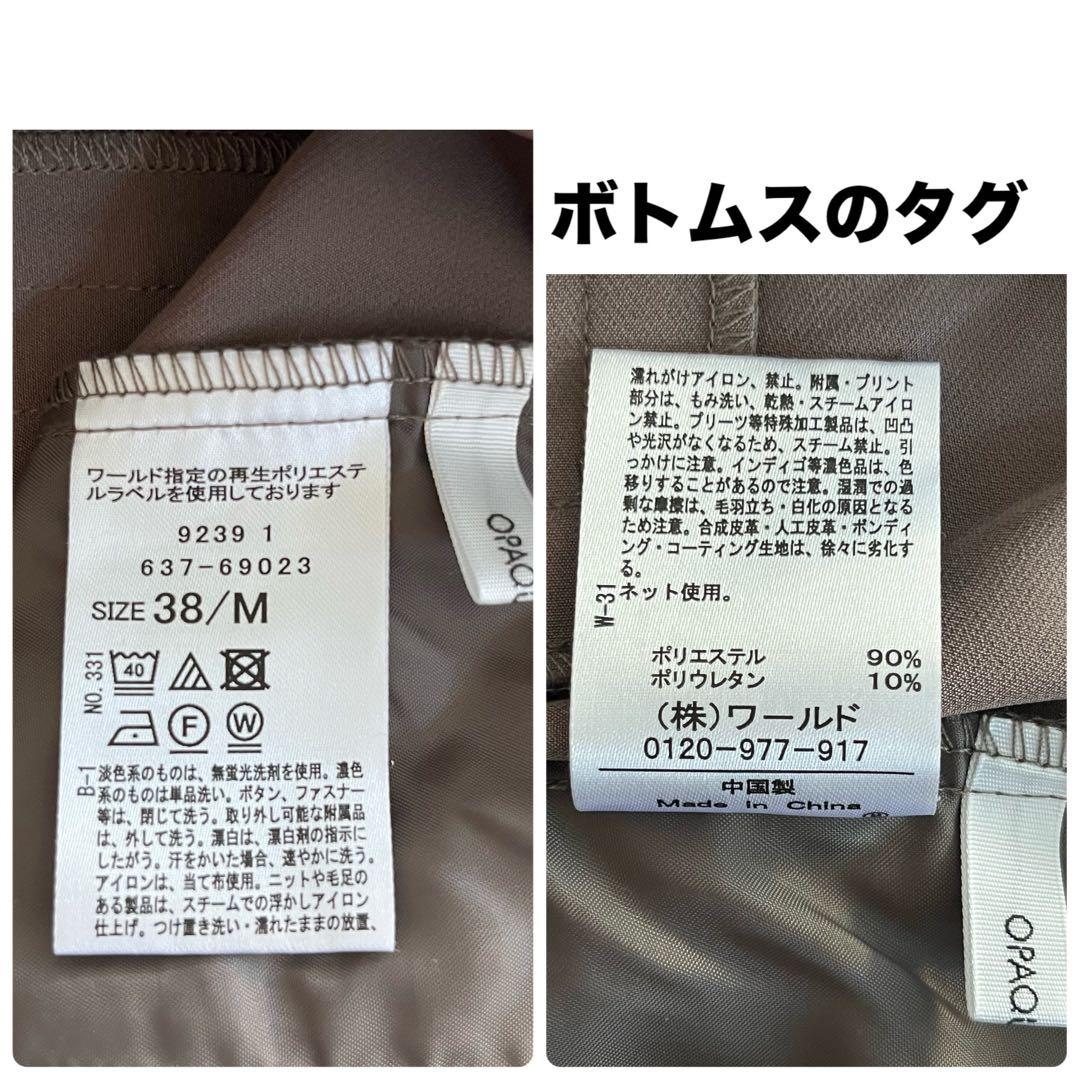 ボトムスのタグ
ワールド指定の再生ポリエステ
ルラベルを使用しております
9239 1
637-69023
SIZE 38/M
NO. 331
40
F
W
B-1
淡色系のものは、無蛍光洗剤を使用。濃色
系のものは単品洗い。ボタン、ファスナー
等は、閉じて洗う。取り外し可能な附属品
は、外して洗う。漂白は、漂白剤の指示に
したがう。汗をかいた場合、速やかに洗う。
アイロンは、当て布使用。ニットや毛足の
ある製品は、スチームでの浮かしアイロン
仕上げ。つけ置き洗い・濡れたままの放置、
OPAQU
濡れがけアイロン、禁止。附属・プリント
部分は、もみ洗い、乾熱・スチームアイロ
ン禁止。プリーツ等特殊加工製品は、凹凸
や光沢がなくなるため、スチーム禁止。引
っかけに注意。インディゴ等濃色品は、色
移りすることがあるので注意。湿潤での過
剰な摩擦は、毛羽立ち・白化の原因となる
ため注意。合成皮革・人工皮革・ボンディ
ング・コーティング生地は、徐々に劣化す
る。
ネット使用。
W-31
ポリエステル 90%
ポリウレタン 10%
（株）ワールド
0120-977-917
中国製
Made in China
®
OPAQU